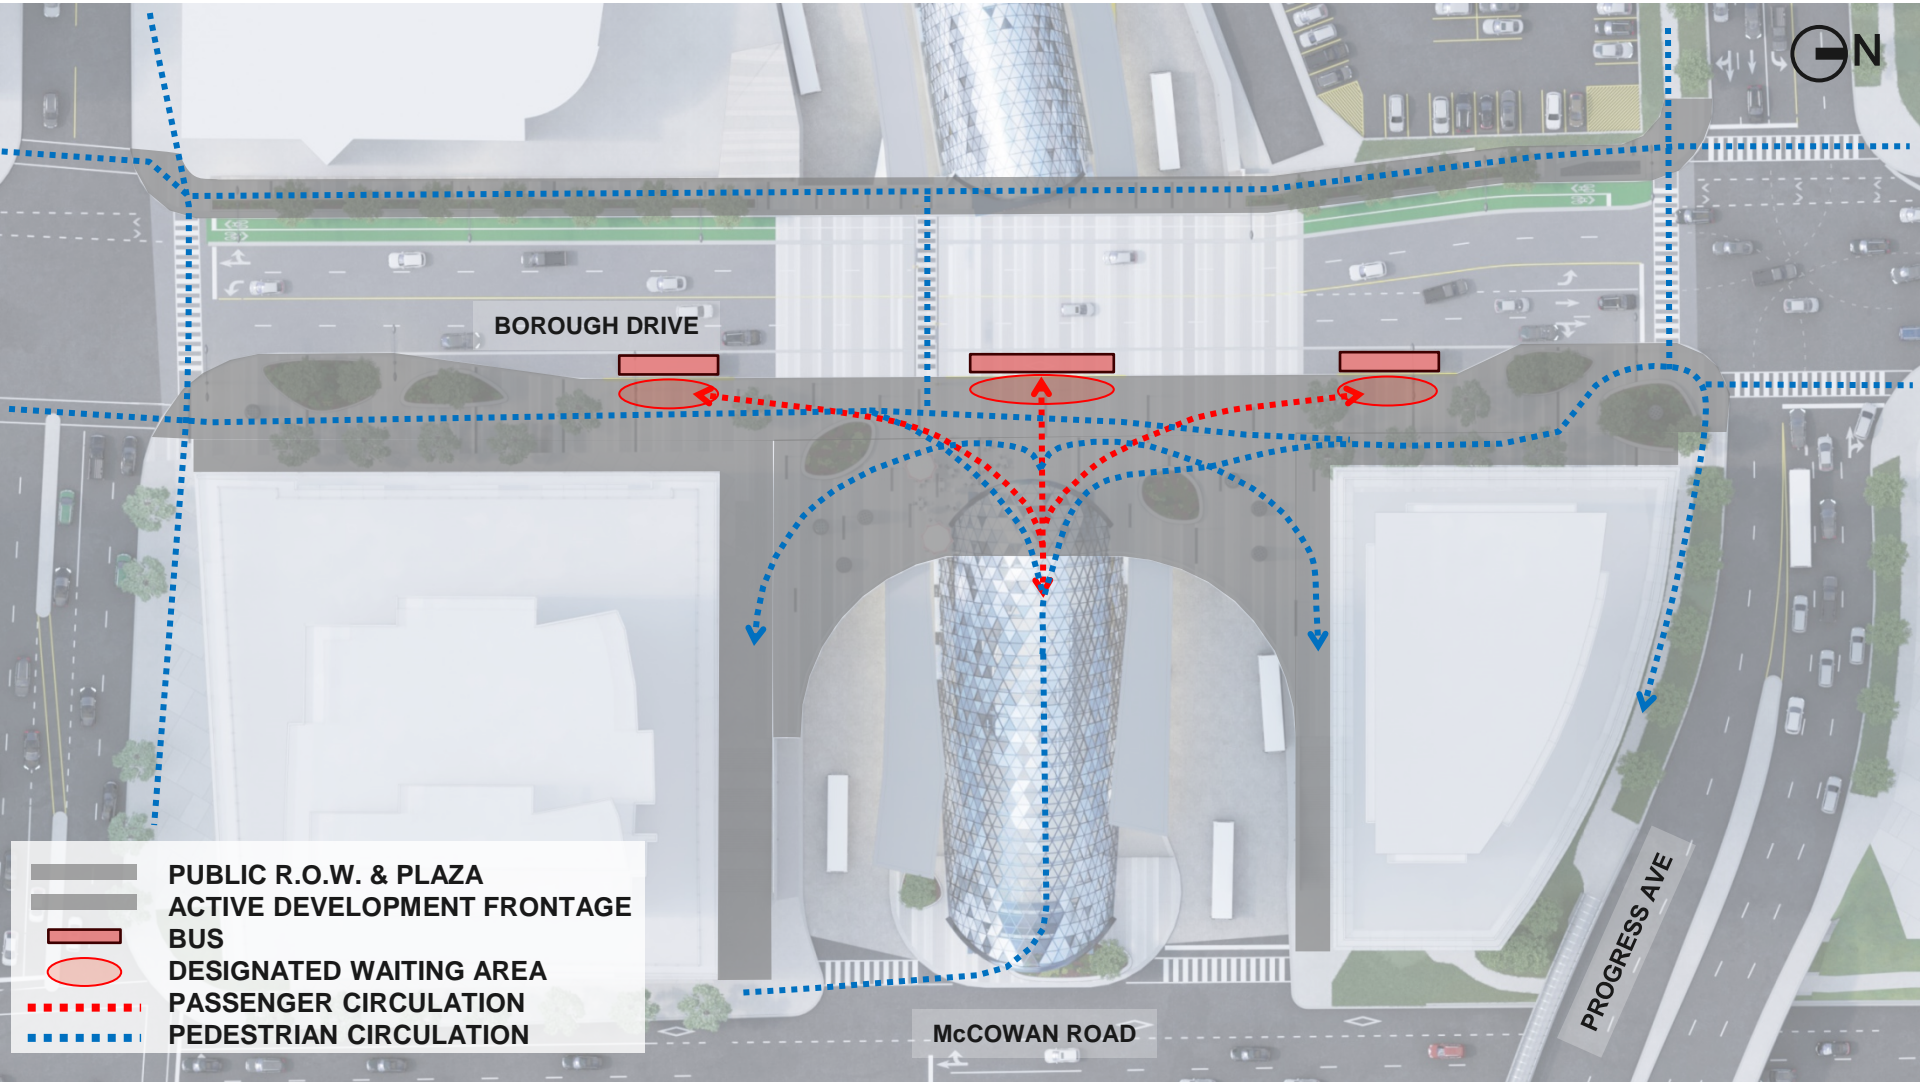 N
BOROUGH DRIVE
PUBLIC R.O.W. & PLAZA
ACTIVE DEVELOPMENT FRONTAGE
BUS
DESIGNATED WAITING AREA
PASSENGER CIRCULATION
PEDESTRIAN CIRCULATION
McCOWAN ROAD
PROGRESS AVE